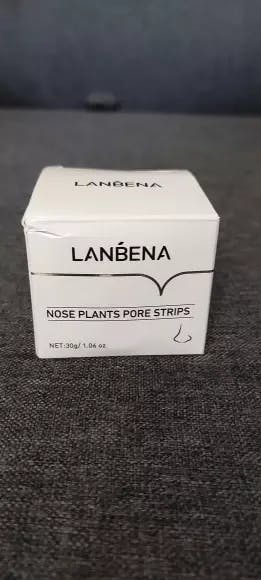 LANBENA
LANBENA
NOSE PLANTS PORE STRIPS
NET:30g/ 1.06 oz